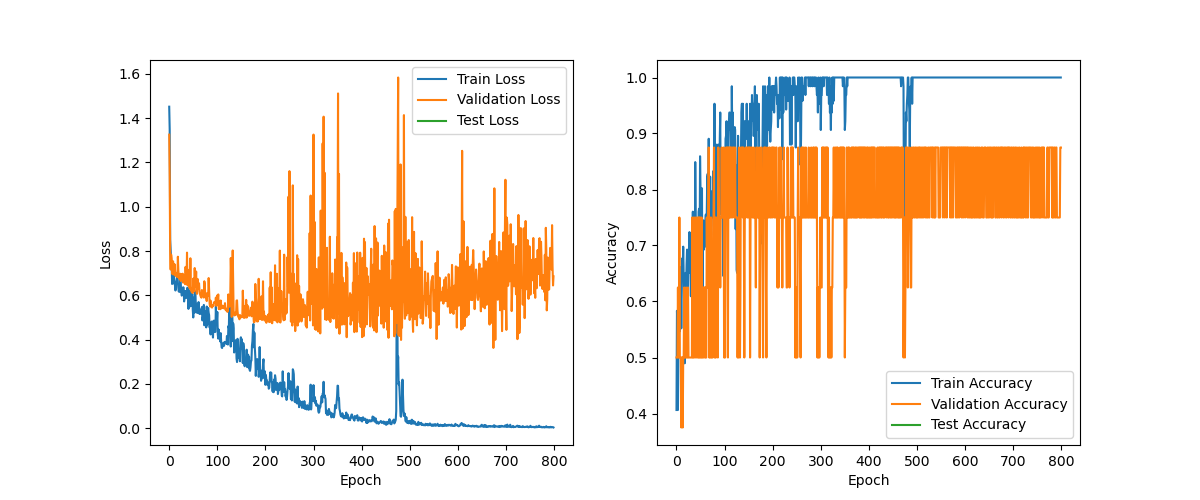 1.6
1.4
1.2
1.0
0.8
0.6
0.4
0.2
0.0
Loss
0 100 200 300 400 500 600 700 800
Epoch
Train Loss
Validation Loss
Test Loss
1.0
0.9
0.8
0.7
0.6
0.5
0.4
Accuracy
0 100 200 300 400 500 600 700 800
Epoch
Train Accuracy
Validation Accuracy
Test Accuracy